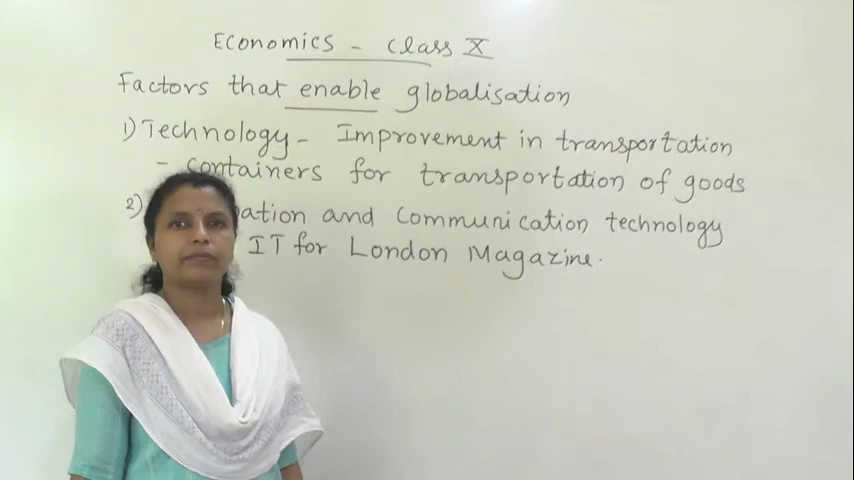 Economics - Class X
Factors that enable globalisation
1) Technology - Improvement in transportation
- containers for transportation of goods
2) ation and communication technology
IT for London Magazine.